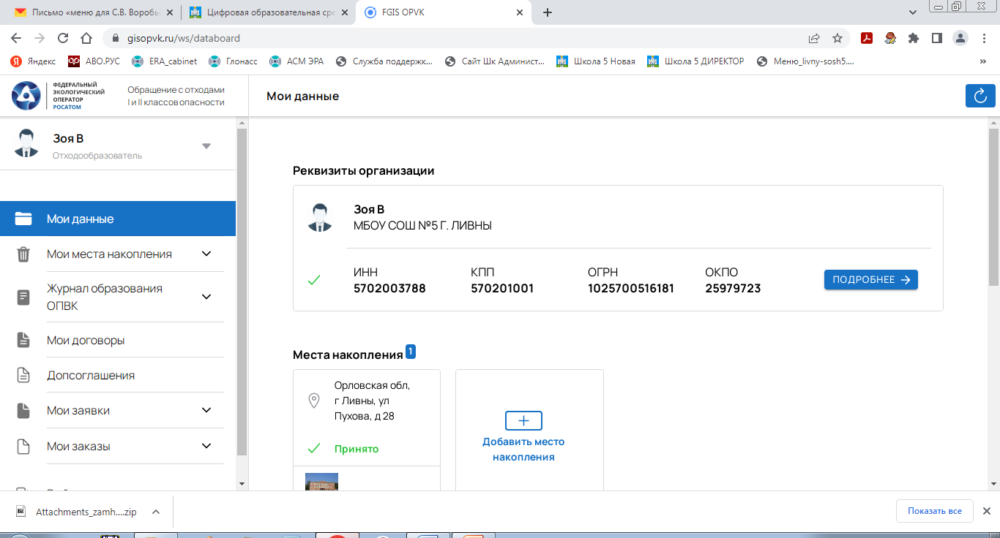 Письмо «меню для С.В. Воробь
Цифровая образовательная сре
FGIS OPVK
gisopvk.ru/ws/databoard
Яндекс
АВО.РУС
ERA_cabinet
Глонасс
АСМ ЭРА
Служба поддержк...
Сайт Шк Админист...
Школа 5 Новая
Школа 5 ДИРЕКТОР
Меню_livny-sosh5....
ФЕДЕРАЛЬНЫЙ
ЭКОЛОГИЧЕСКИЙ
ОПЕРАТОР
РОСАТОМ
Обращение с отходами
I и II классов опасности
Мои данные
Зоя В
Отходообразователь
Мои данные
Мои места накопления
Журнал образования
ОПВК
Мои договоры
Допсоглашения
Мои заявки
Мои заказы
Реквизиты организации
Зоя В
МБОУ СОШ №5 Г. ЛИВНЫ
ИНН
5702003788
КПП
570201001
ОГРН
1025700516181
ОКПО
25979723
ПОДРОБНЕЕ
Места накопления 1
Орловская обл,
г Ливны, ул
Пухова, д 28
Принято
Добавить место
накопления
Attachments_zamh....zip
Показать все